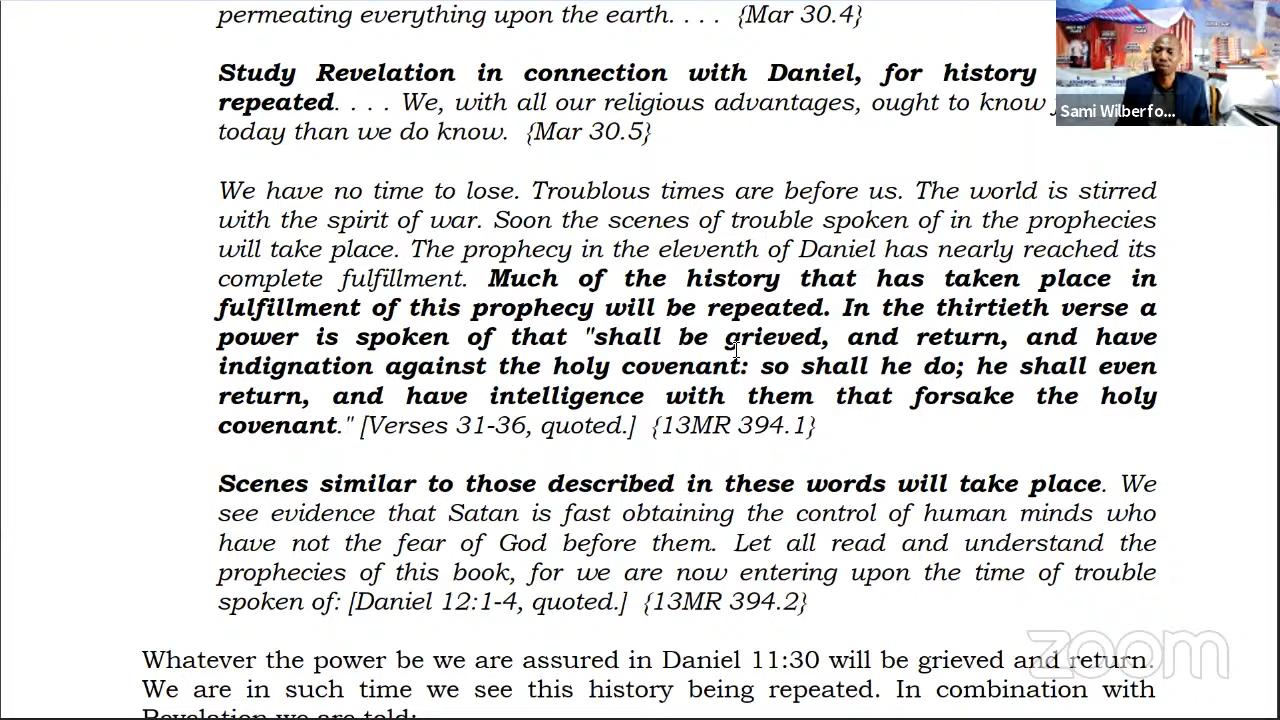 permeating everything upon the earth. . . . {Mar 30.4}
Study Revelation in connection with Daniel, for history
repeated. . . . We, with all our religious advantages, ought to know
today than we do know. {Mar 30.5}
We have no time to lose. Troublous times are before us. The world is stirred
with the spirit of war. Soon the scenes of trouble spoken of in the prophecies
will take place. The prophecy in the eleventh of Daniel has nearly reached its
complete fulfillment. Much of the history that has taken place in
fulfillment of this prophecy will be repeated. In the thirtieth verse a
power is spoken of that "shall be grieved, and return, and have
indignation against the holy covenant: so shall he do; he shall even
return, and have intelligence with them that forsake the holy
covenant." [Verses 31-36, quoted.] {13MR 394.1}
Scenes similar to those described in these words will take place. We
see evidence that Satan is fast obtaining the control of human minds who
have not the fear of God before them. Let all read and understand the
prophecies of this book, for we are now entering upon the time of trouble
spoken of: [Daniel 12:1-4, quoted.] {13MR 394.2}
Whatever the power be we are assured in Daniel 11:30 will be grieved and return.
We are in such time we see this history being repeated. In combination with
Revelation we are told:
Sami Wilberfo...
zoom